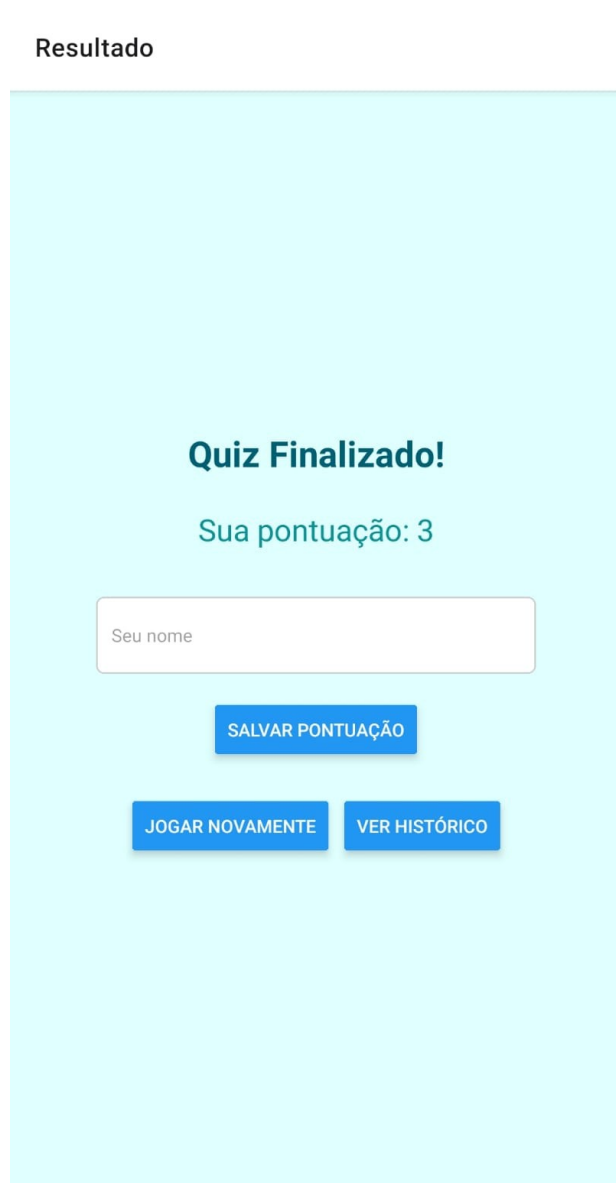 Resultado
Quiz Finalizado!
Sua pontuação: 3
Seu nome
SALVAR PONTUAÇÃO
JOGAR NOVAMENTE VER HISTÓRICO